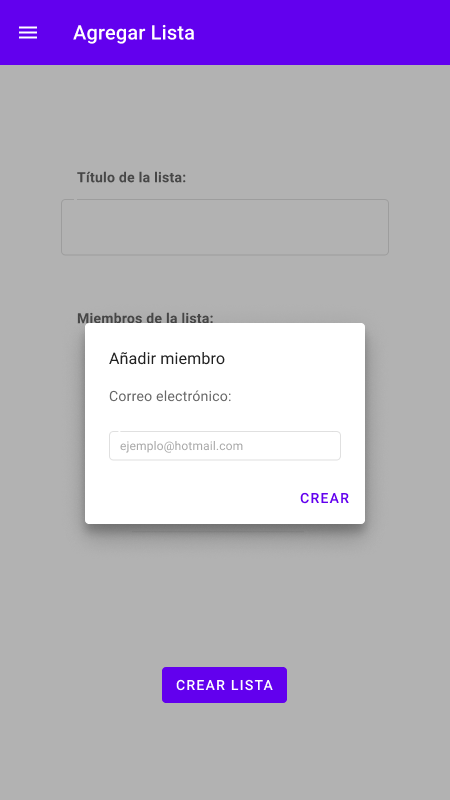 Agregar Lista
Título de la lista:
Miembros de la lista:
Añadir miembro
Correo electrónico:
ejemplo@hotmail.com
CREAR
CREAR LISTA